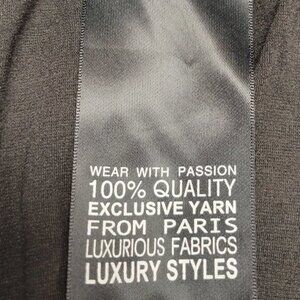 WEAR WITH PASSION
100% QUALITY
EXCLUSIVE YARN
FROM PARIS
LUXURIOUS FABRICS
LUXURY STYLES